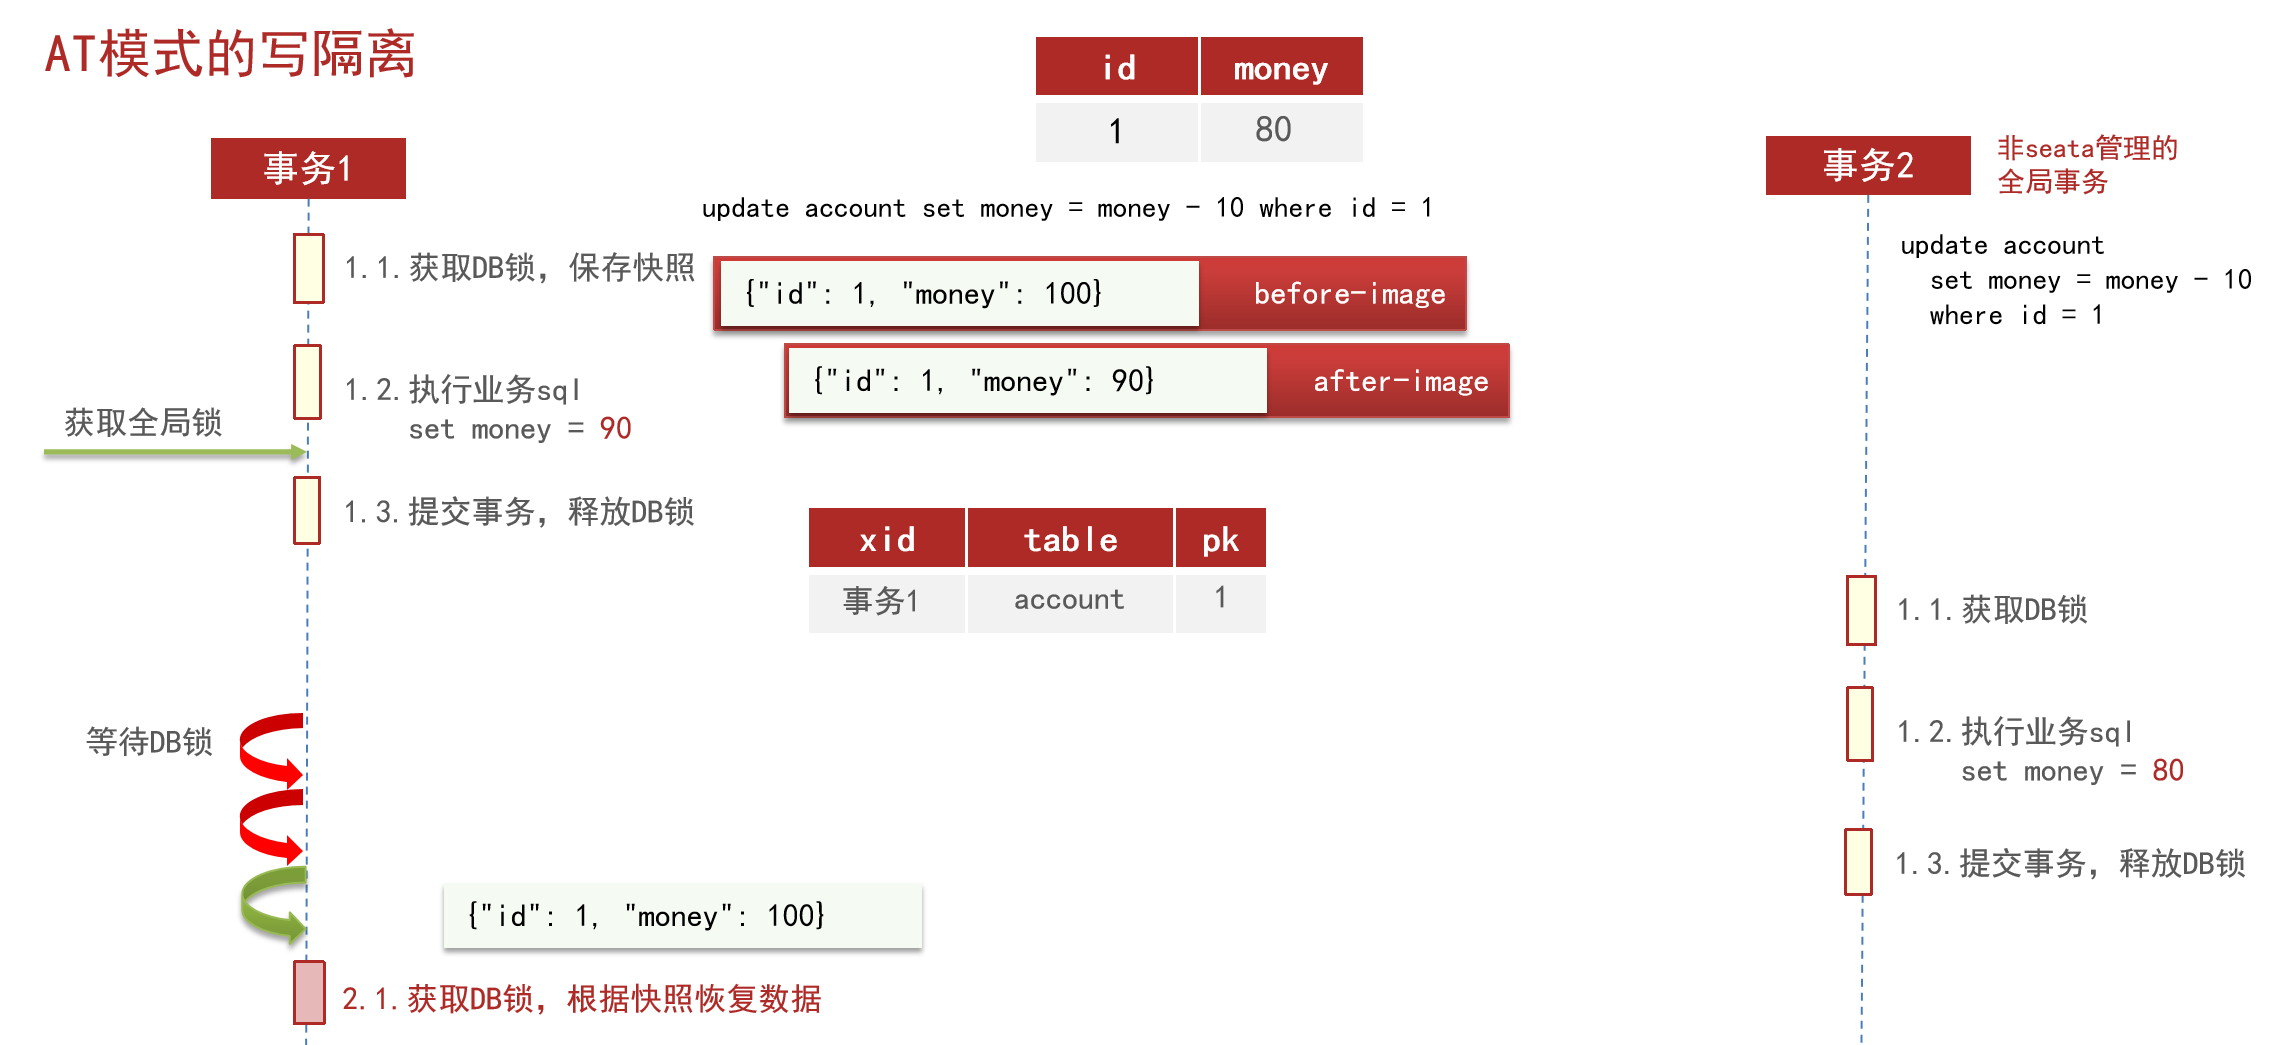 AT模式的写隔离
id money
1 80
事务1
事务2
非seata管理的
全局事务
update account set money = money - 10 where id = 1
update account
set money = money - 10
where id = 1
1.1.获取DB锁，保存快照
{"id": 1, "money": 100}
before-image
{"id": 1, "money": 90}
after-image
1.2.执行业务sql
set money = 90
获取全局锁
1.3.提交事务，释放DB锁
xid table pk
事务1 account 1
1.1.获取DB锁
1.2.执行业务sql
set money = 80
等待DB锁
1.3.提交事务，释放DB锁
{"id": 1, "money": 100}
2.1.获取DB锁，根据快照恢复数据